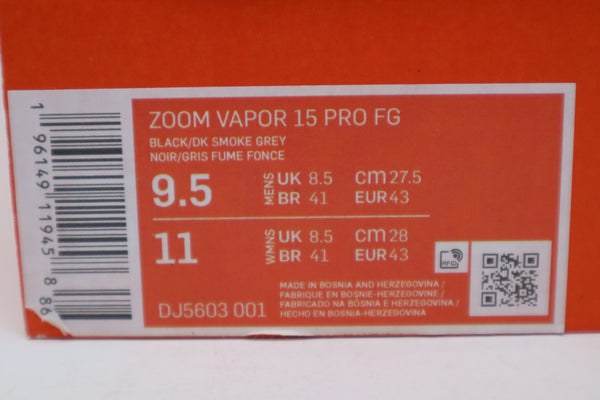 1 96149 11945 8 86
ZOOM VAPOR 15 PRO FG
BLACK/DK SMOKE GREY
NOIR/GRIS FUME FONCE
9.5 MENS UK 8.5 cm 27.5
BR 41 EUR 43
11 WMNS UK 8.5 cm 28
BR 41 EUR 43
RFID
MADE IN BOSNIA AND HERZEGOVINA /
FABRIQUE EN BOSNIE-HERZEGOVINE /
FABRICADO NA BÓSNIA E HERZEGOVINA /
HECHO EN BOSNIA-HERZEGOVINA
DJ5603 001